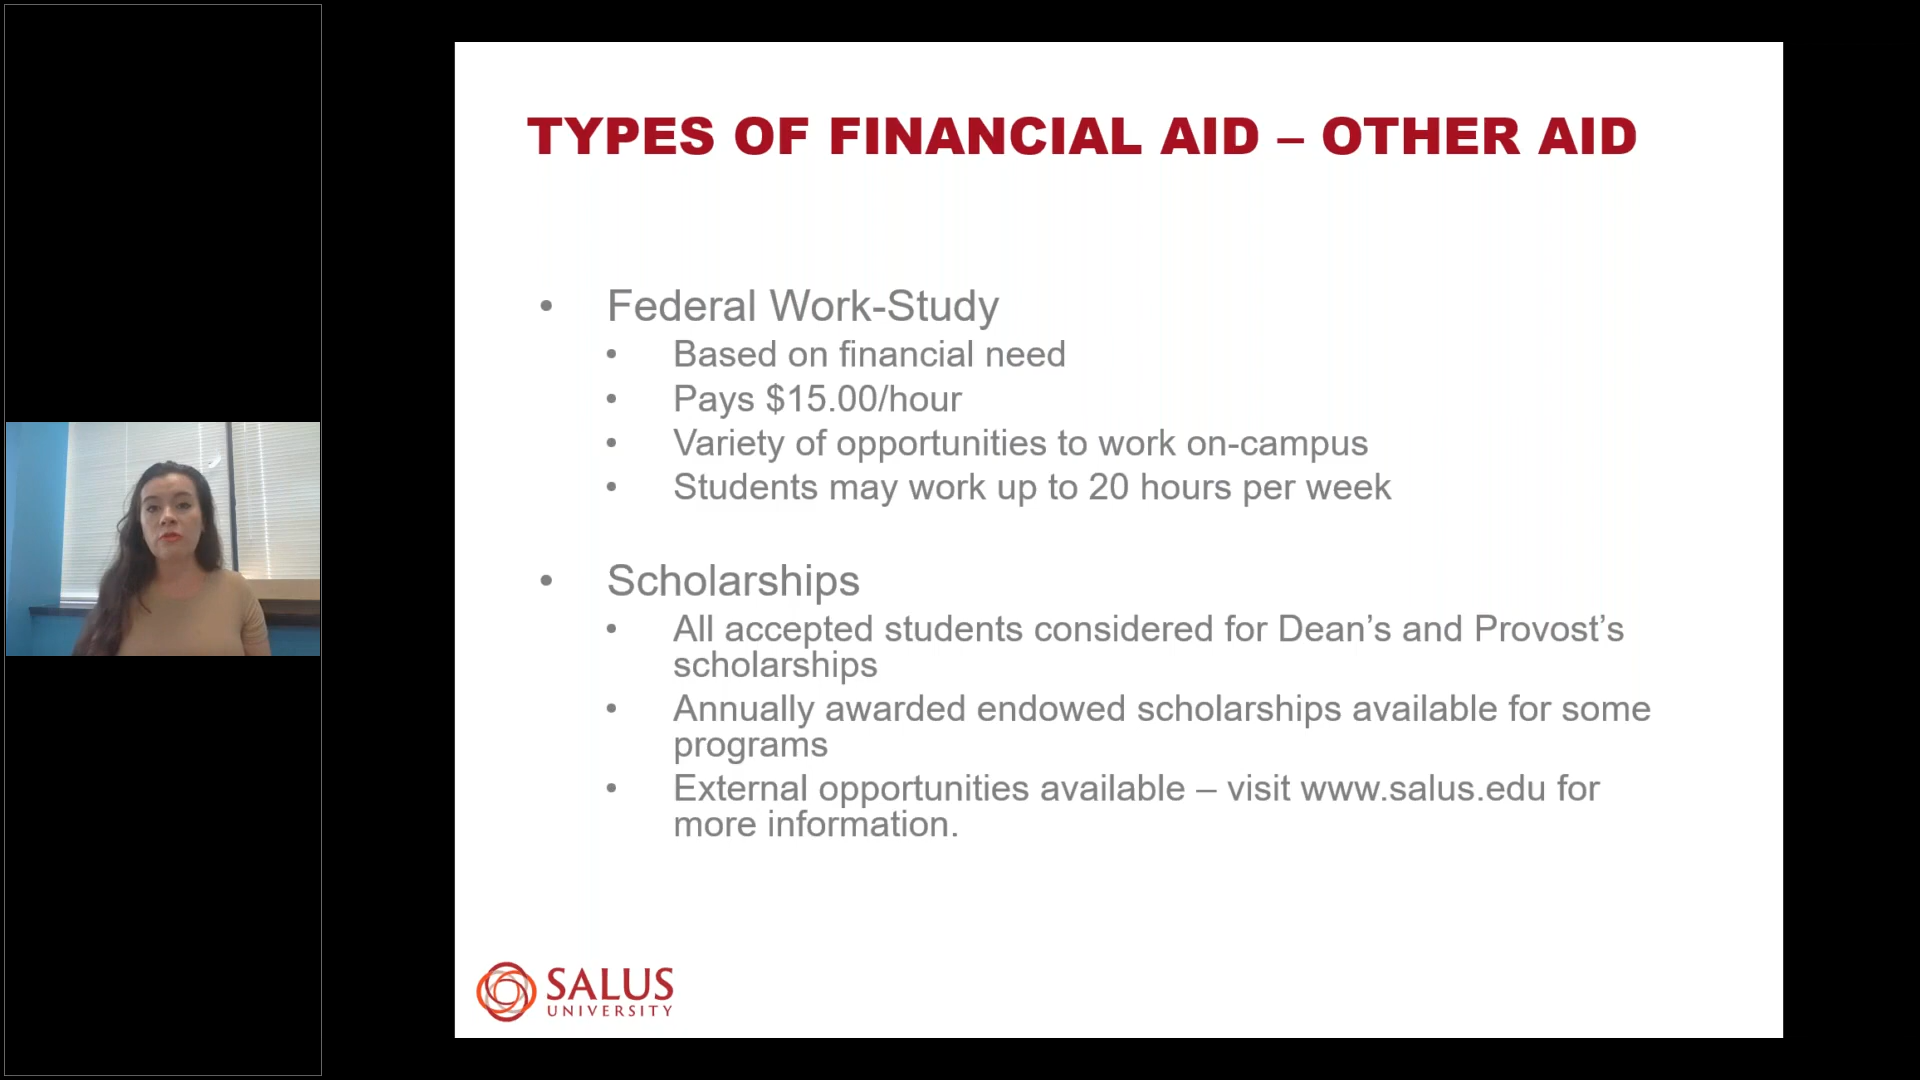 TYPES OF FINANCIAL AID – OTHER AID
• Federal Work-Study
• Based on financial need
• Pays $15.00/hour
• Variety of opportunities to work on-campus
• Students may work up to 20 hours per week
• Scholarships
• All accepted students considered for Dean’s and Provost’s
scholarships
• Annually awarded endowed scholarships available for some
programs
• External opportunities available – visit www.salus.edu for
more information.
SALUS
UNIVERSITY